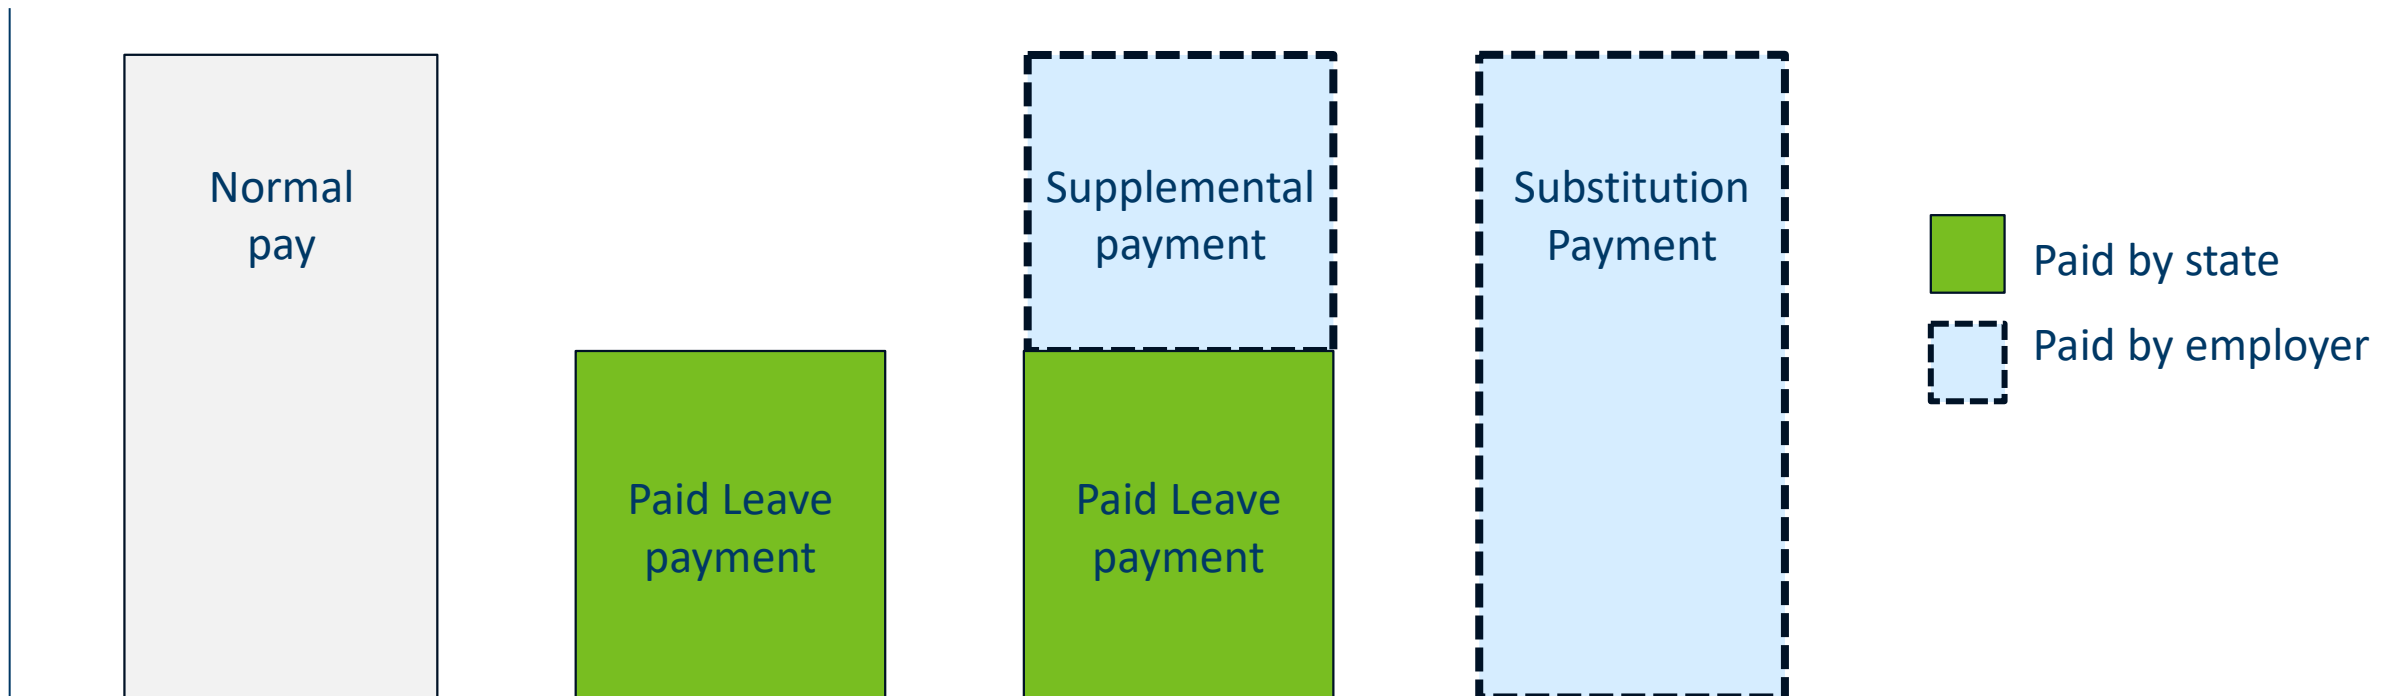 Normal
pay
Paid Leave
payment
Supplemental
payment
Paid Leave
payment
Substitution
Payment
Paid by state
Paid by employer